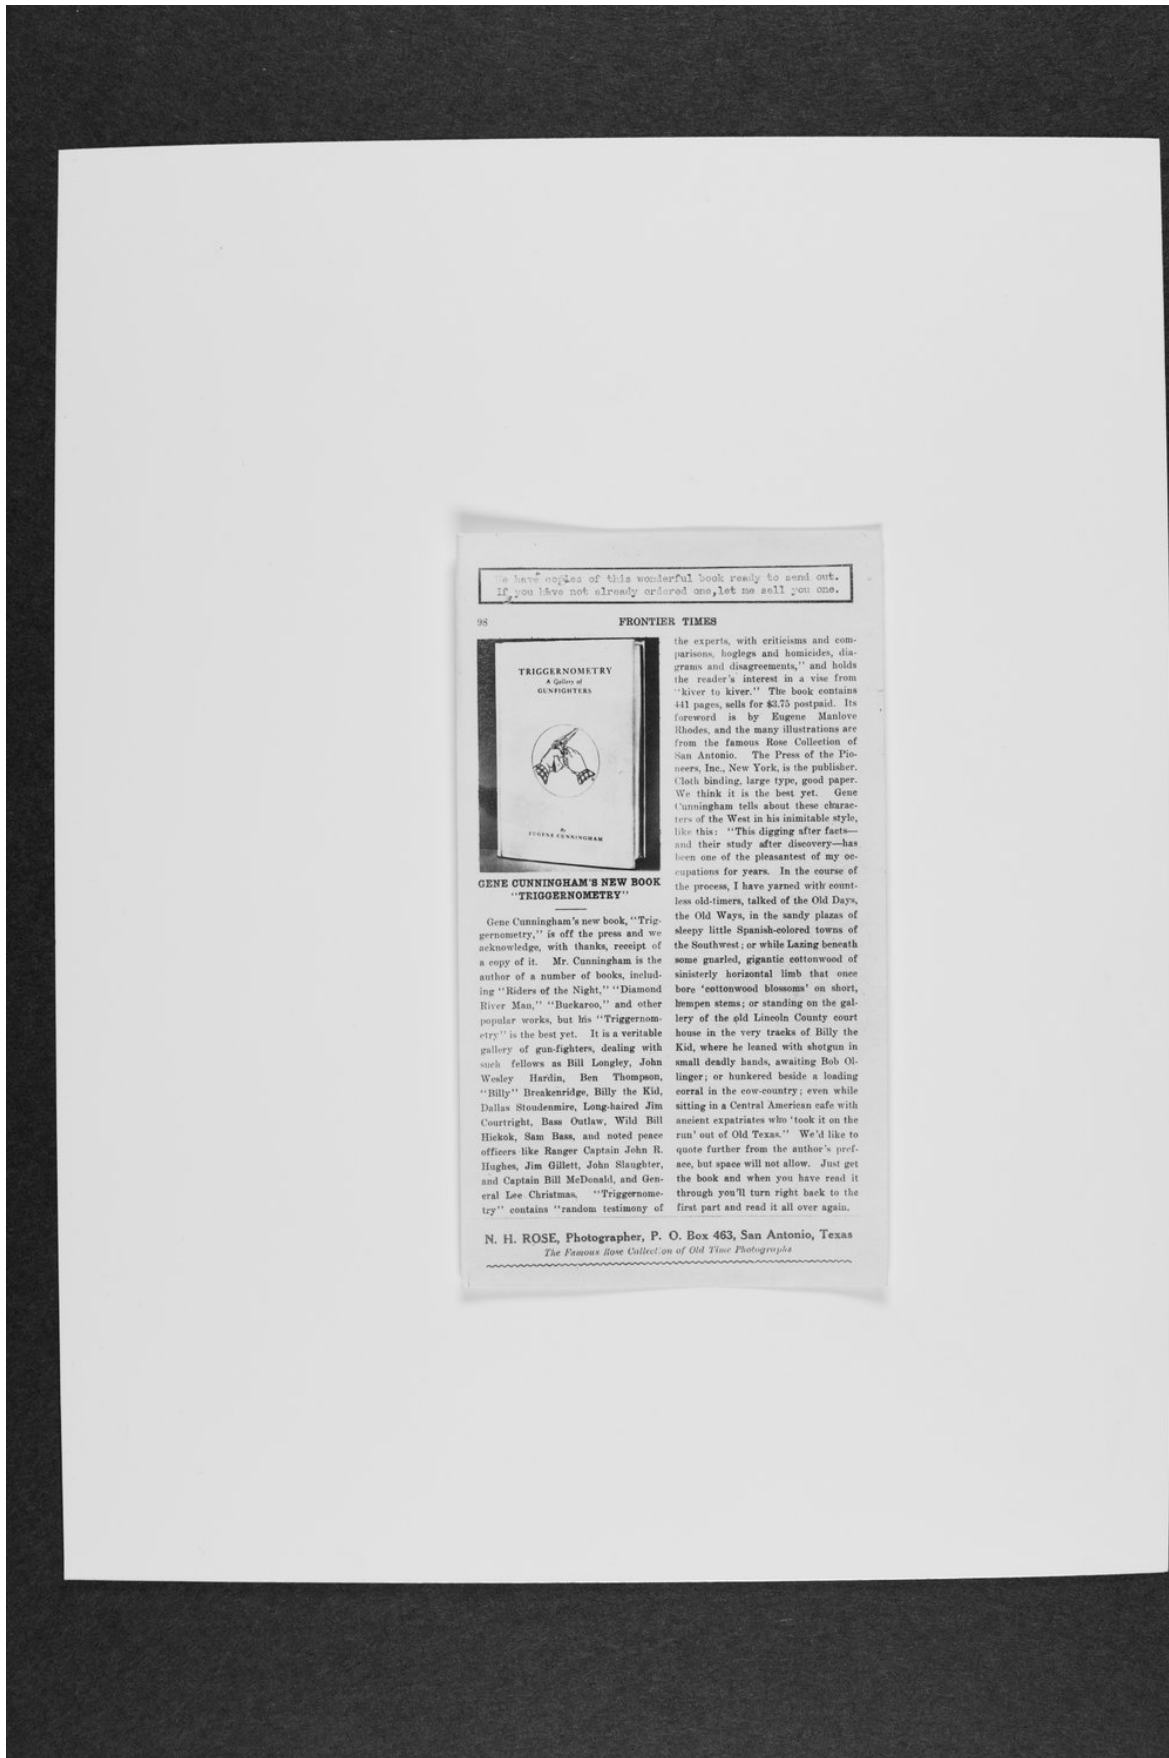 We have copies of this wonderful book ready to send out.
If you have not already ordered one, let me sell you one.
98
FRONTIER TIMES
TRIGGERNOMETRY
A Gallery of
GUNFIGHTERS
By
EUGENE CUNNINGHAM
GENE CUNNINGHAM'S NEW BOOK
"TRIGGERNOMETRY"
Gene Cunningham's new book, "Trig-
gernometry," is off the press and we
acknowledge, with thanks, receipt of
a copy of it. Mr. Cunningham is the
author of a number of books, includ-
ing "Riders of the Night," "Diamond
River Man," "Buckaroo," and other
popular works, but his "Triggernom-
etry" is the best yet. It is a veritable
gallery of gun-fighters, dealing with
such fellows as Bill Longley, John
Wesley Hardin, Ben Thompson,
"Billy" Breakenridge, Billy the Kid,
Dallas Stoudenmire, Long-haired Jim
Courtright, Bass Outlaw, Wild Bill
Hickok, Sam Bass, and noted peace
officers like Ranger Captain John R.
Hughes, Jim Gillett, John Slaughter,
and Captain Bill McDonald, and Gen-
eral Lee Christmas. "Triggernome-
try" contains "random testimony of
the experts, with criticisms and com-
parisons, hoglegs and homicides, dia-
grams and disagreements," and holds
the reader's interest in a vise from
"kiver to kiver." The book contains
441 pages, sells for $3.75 postpaid. Its
foreword is by Eugene Manlove
Rhodes, and the many illustrations are
from the famous Rose Collection of
San Antonio. The Press of the Pio-
neers, Inc., New York, is the publisher.
Cloth binding, large type, good paper.
We think it is the best yet. Gene
Cunningham tells about these charac-
ters of the West in his inimitable style,
like this: "This digging after facts—
and their study after discovery—has
been one of the pleasantest of my oc-
cupations for years. In the course of
the process, I have yarned with count-
less old-timers, talked of the Old Days,
the Old Ways, in the sandy plazas of
sleepy little Spanish-colored towns of
the Southwest; or while Lazing beneath
some gnarled, gigantic cottonwood of
sinisterly horizontal limb that once
bore 'cottonwood blossoms' on short,
hempen stems; or standing on the gal-
lery of the old Lincoln County court
house in the very tracks of Billy the
Kid, where he leaned with shotgun in
small deadly hands, awaiting Bob Ol-
linger; or hunkered beside a loading
corral in the cow-country; even while
sitting in a Central American cafe with
ancient expatriates who 'took it on the
run' out of Old Texas." We'd like to
quote further from the author's pref-
ace, but space will not allow. Just get
the book and when you have read it
through you'll turn right back to the
first part and read it all over again.
N. H. ROSE, Photographer, P. O. Box 463, San Antonio, Texas
The Famous Rose Collection of Old Time Photographs